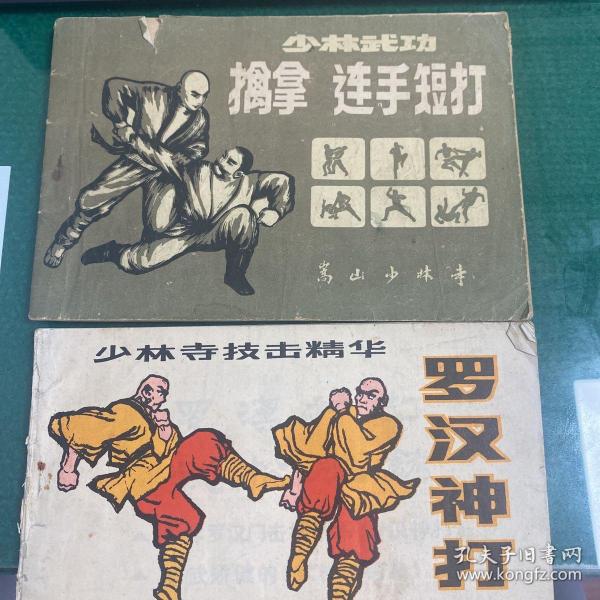 少林武功
擒拿 连手短打
嵩山少林寺
少林寺技击精华
罗汉神打
孔夫子旧书网
kongfz.com